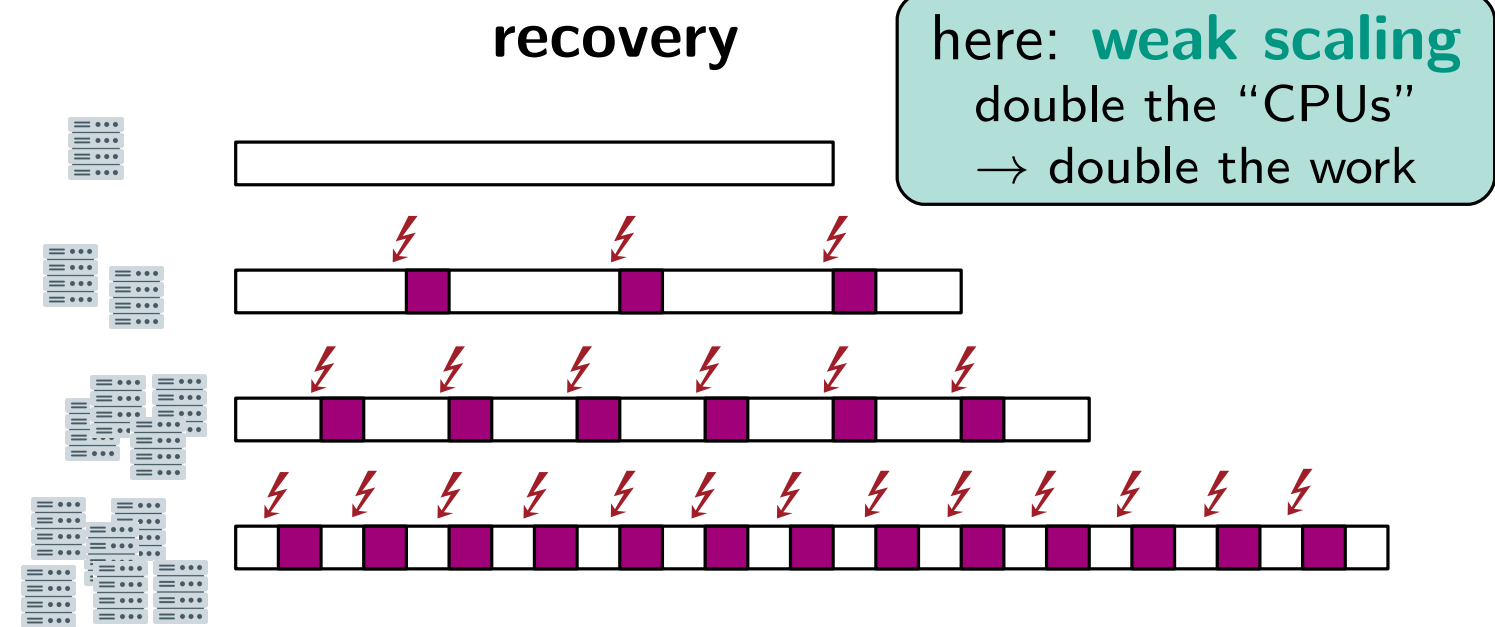 recovery
here: weak scaling
double the “CPUs”
→ double the work